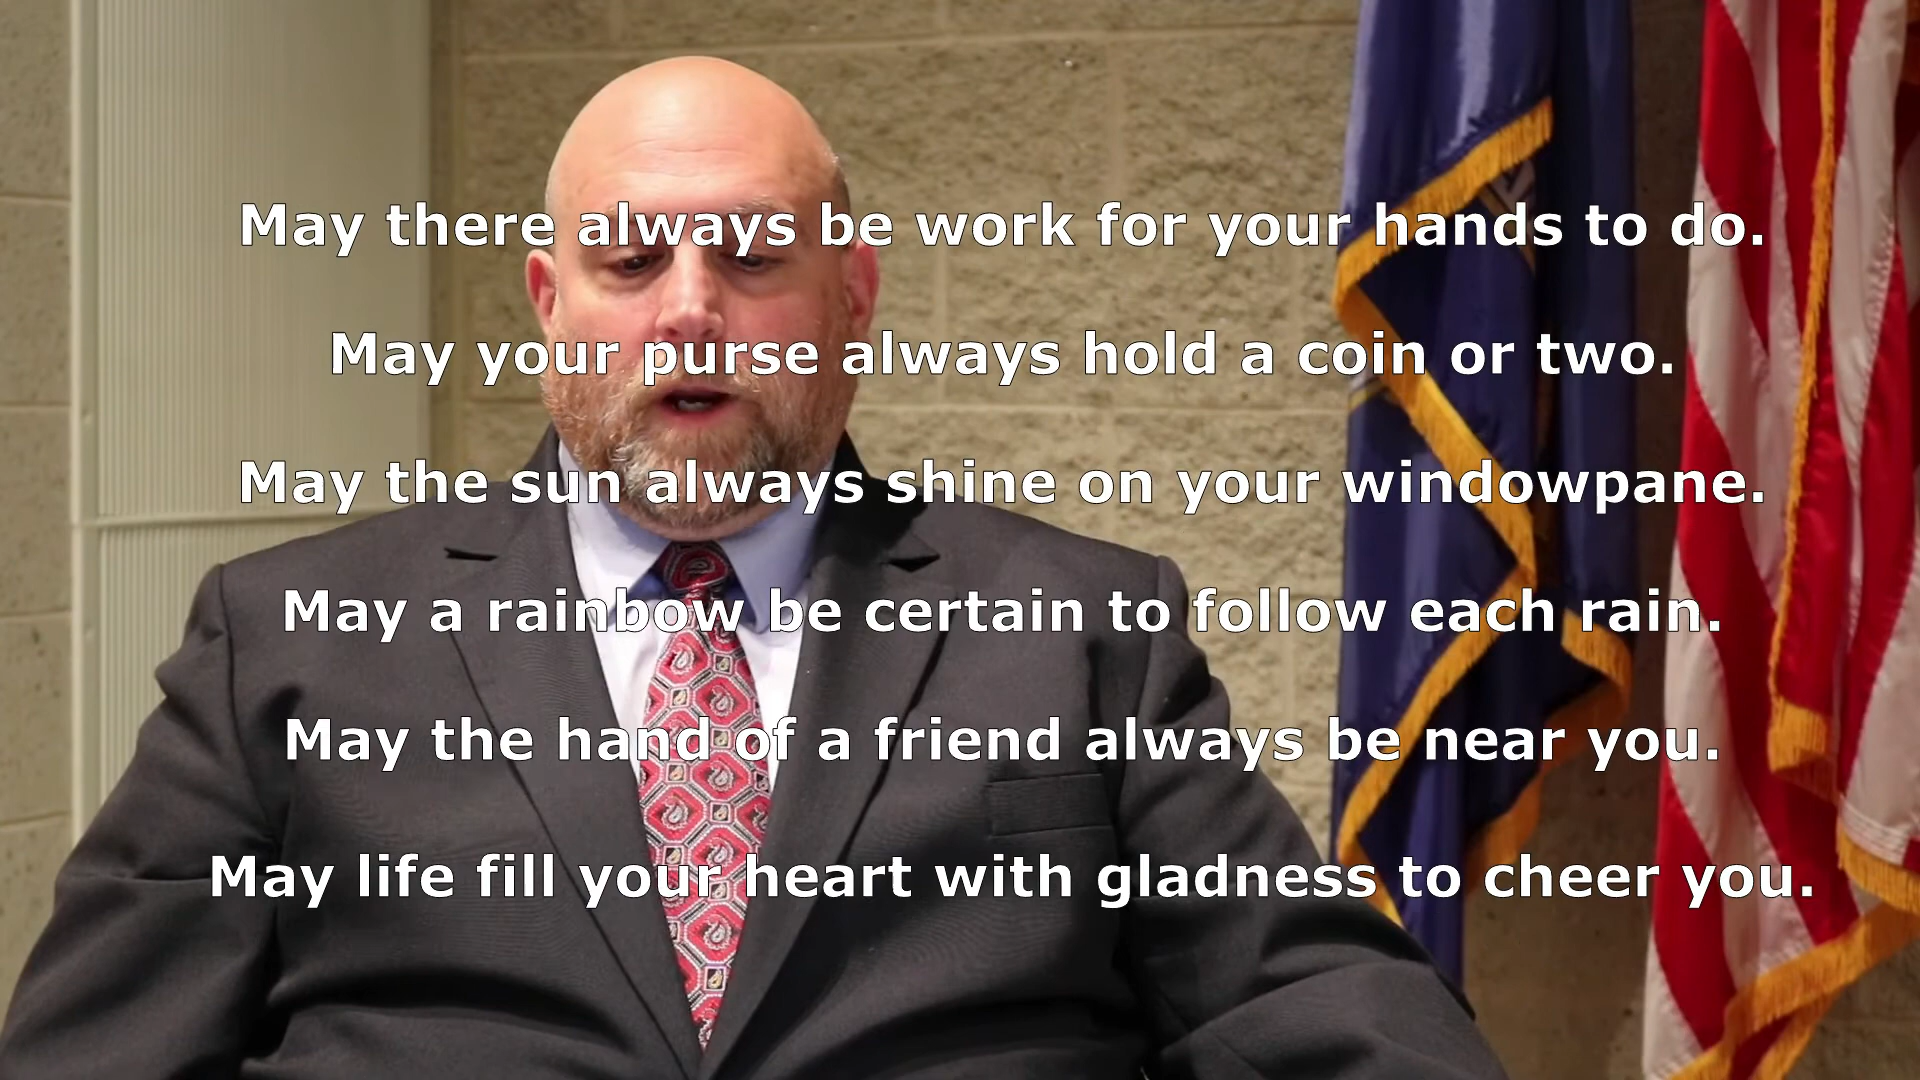 May there always be work for your hands to do.
May your purse always hold a coin or two.
May the sun always shine on your windowpane.
May a rainbow be certain to follow each rain.
May the hand of a friend always be near you.
May life fill your heart with gladness to cheer you.